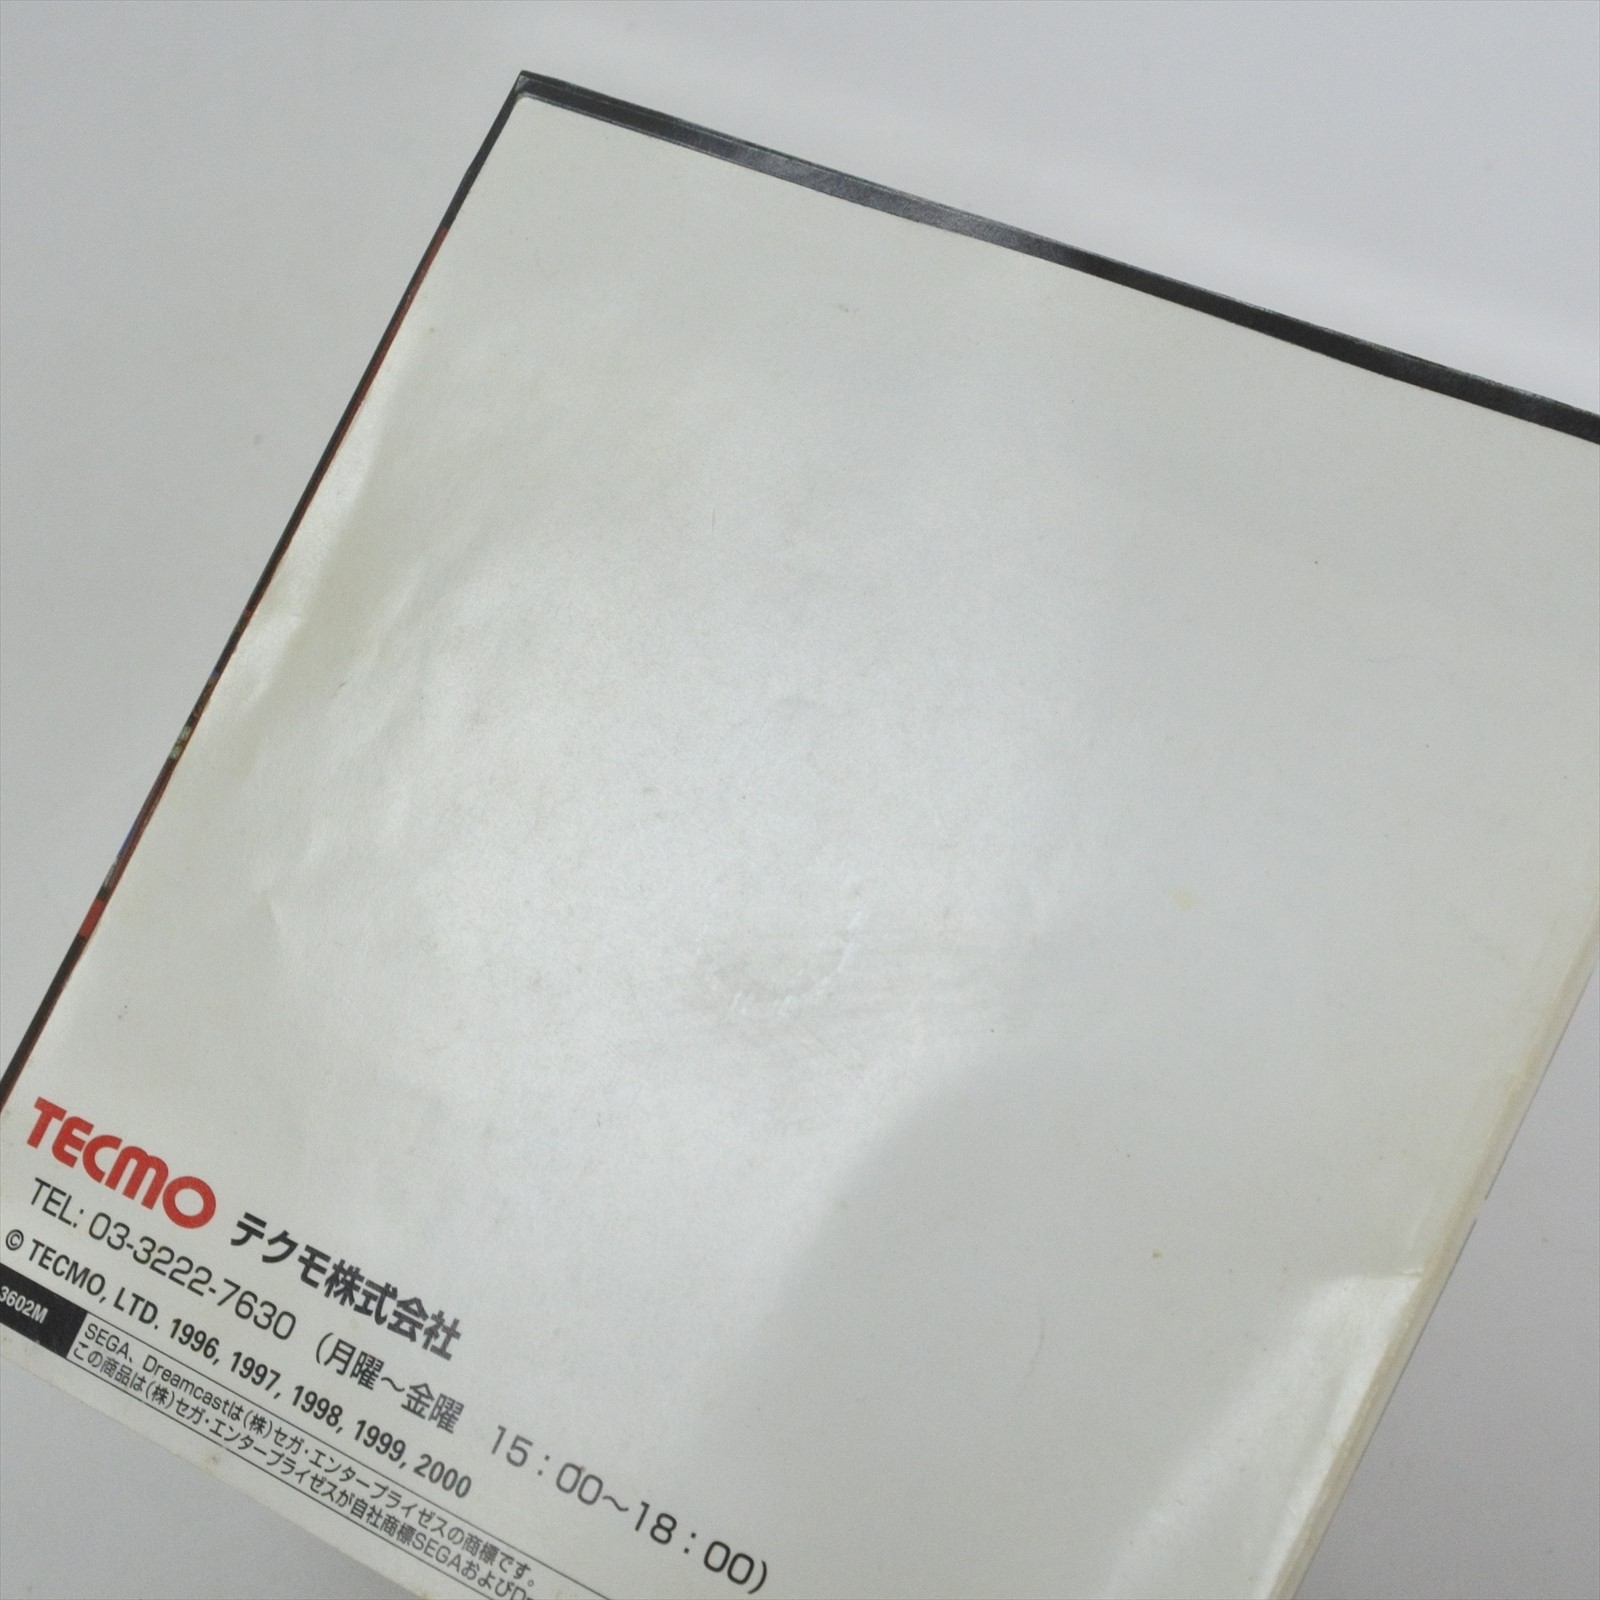 TECMO テクモ株式会社
TEL: 03-3222-7630 (月曜～金曜 15：00～18：00)
© TECMO, LTD. 1996, 1997, 1998, 1999, 2000
3602M
SEGA、Dreamcastは(株)セガ・エンタープライゼスの商標です。
この商品は(株)セガ・エンタープライゼスが自社商標SEGAおよび